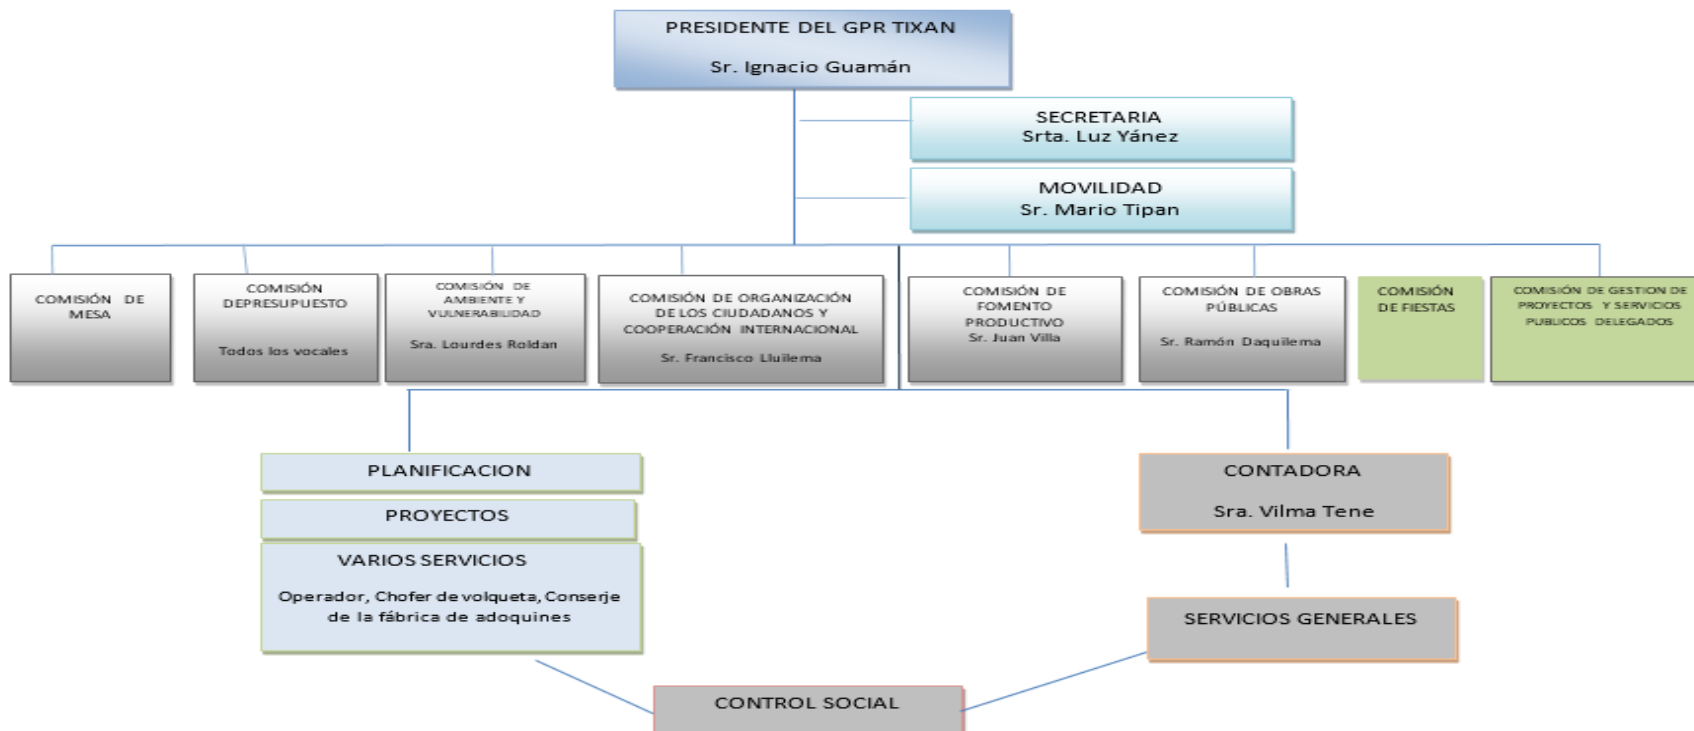 PRESIDENTE DEL GPR TIXAN
Sr. Ignacio Guamán
SECRETARIA
Srta. Luz Yánez
MOVILIDAD
Sr. Mario Tipan
COMISIÓN DE
MESA
COMISIÓN
DEPRESUPUESTO
Todos los vocales
COMISIÓN DE
AMBIENTE Y
VULNERABILIDAD
Sra. Lourdes Roldan
COMISIÓN DE ORGANIZACIÓN
DE LOS CIUDADANOS Y
COOPERACIÓN INTERNACIONAL
Sr. Francisco Lluilema
COMISIÓN DE
FOMENTO
PRODUCTIVO
Sr. Juan Villa
COMISIÓN DE OBRAS
PÚBLICAS
Sr. Ramón Daquilema
COMISIÓN
DE FIESTAS
COMISIÓN DE GESTION DE
PROYECTOS Y SERVICIOS
PUBLICOS DELEGADOS
PLANIFICACION
PROYECTOS
VARIOS SERVICIOS
Operador, Chofer de volqueta, Conserje
de la fábrica de adoquines
CONTADORA
Sra. Vilma Tene
SERVICIOS GENERALES
CONTROL SOCIAL